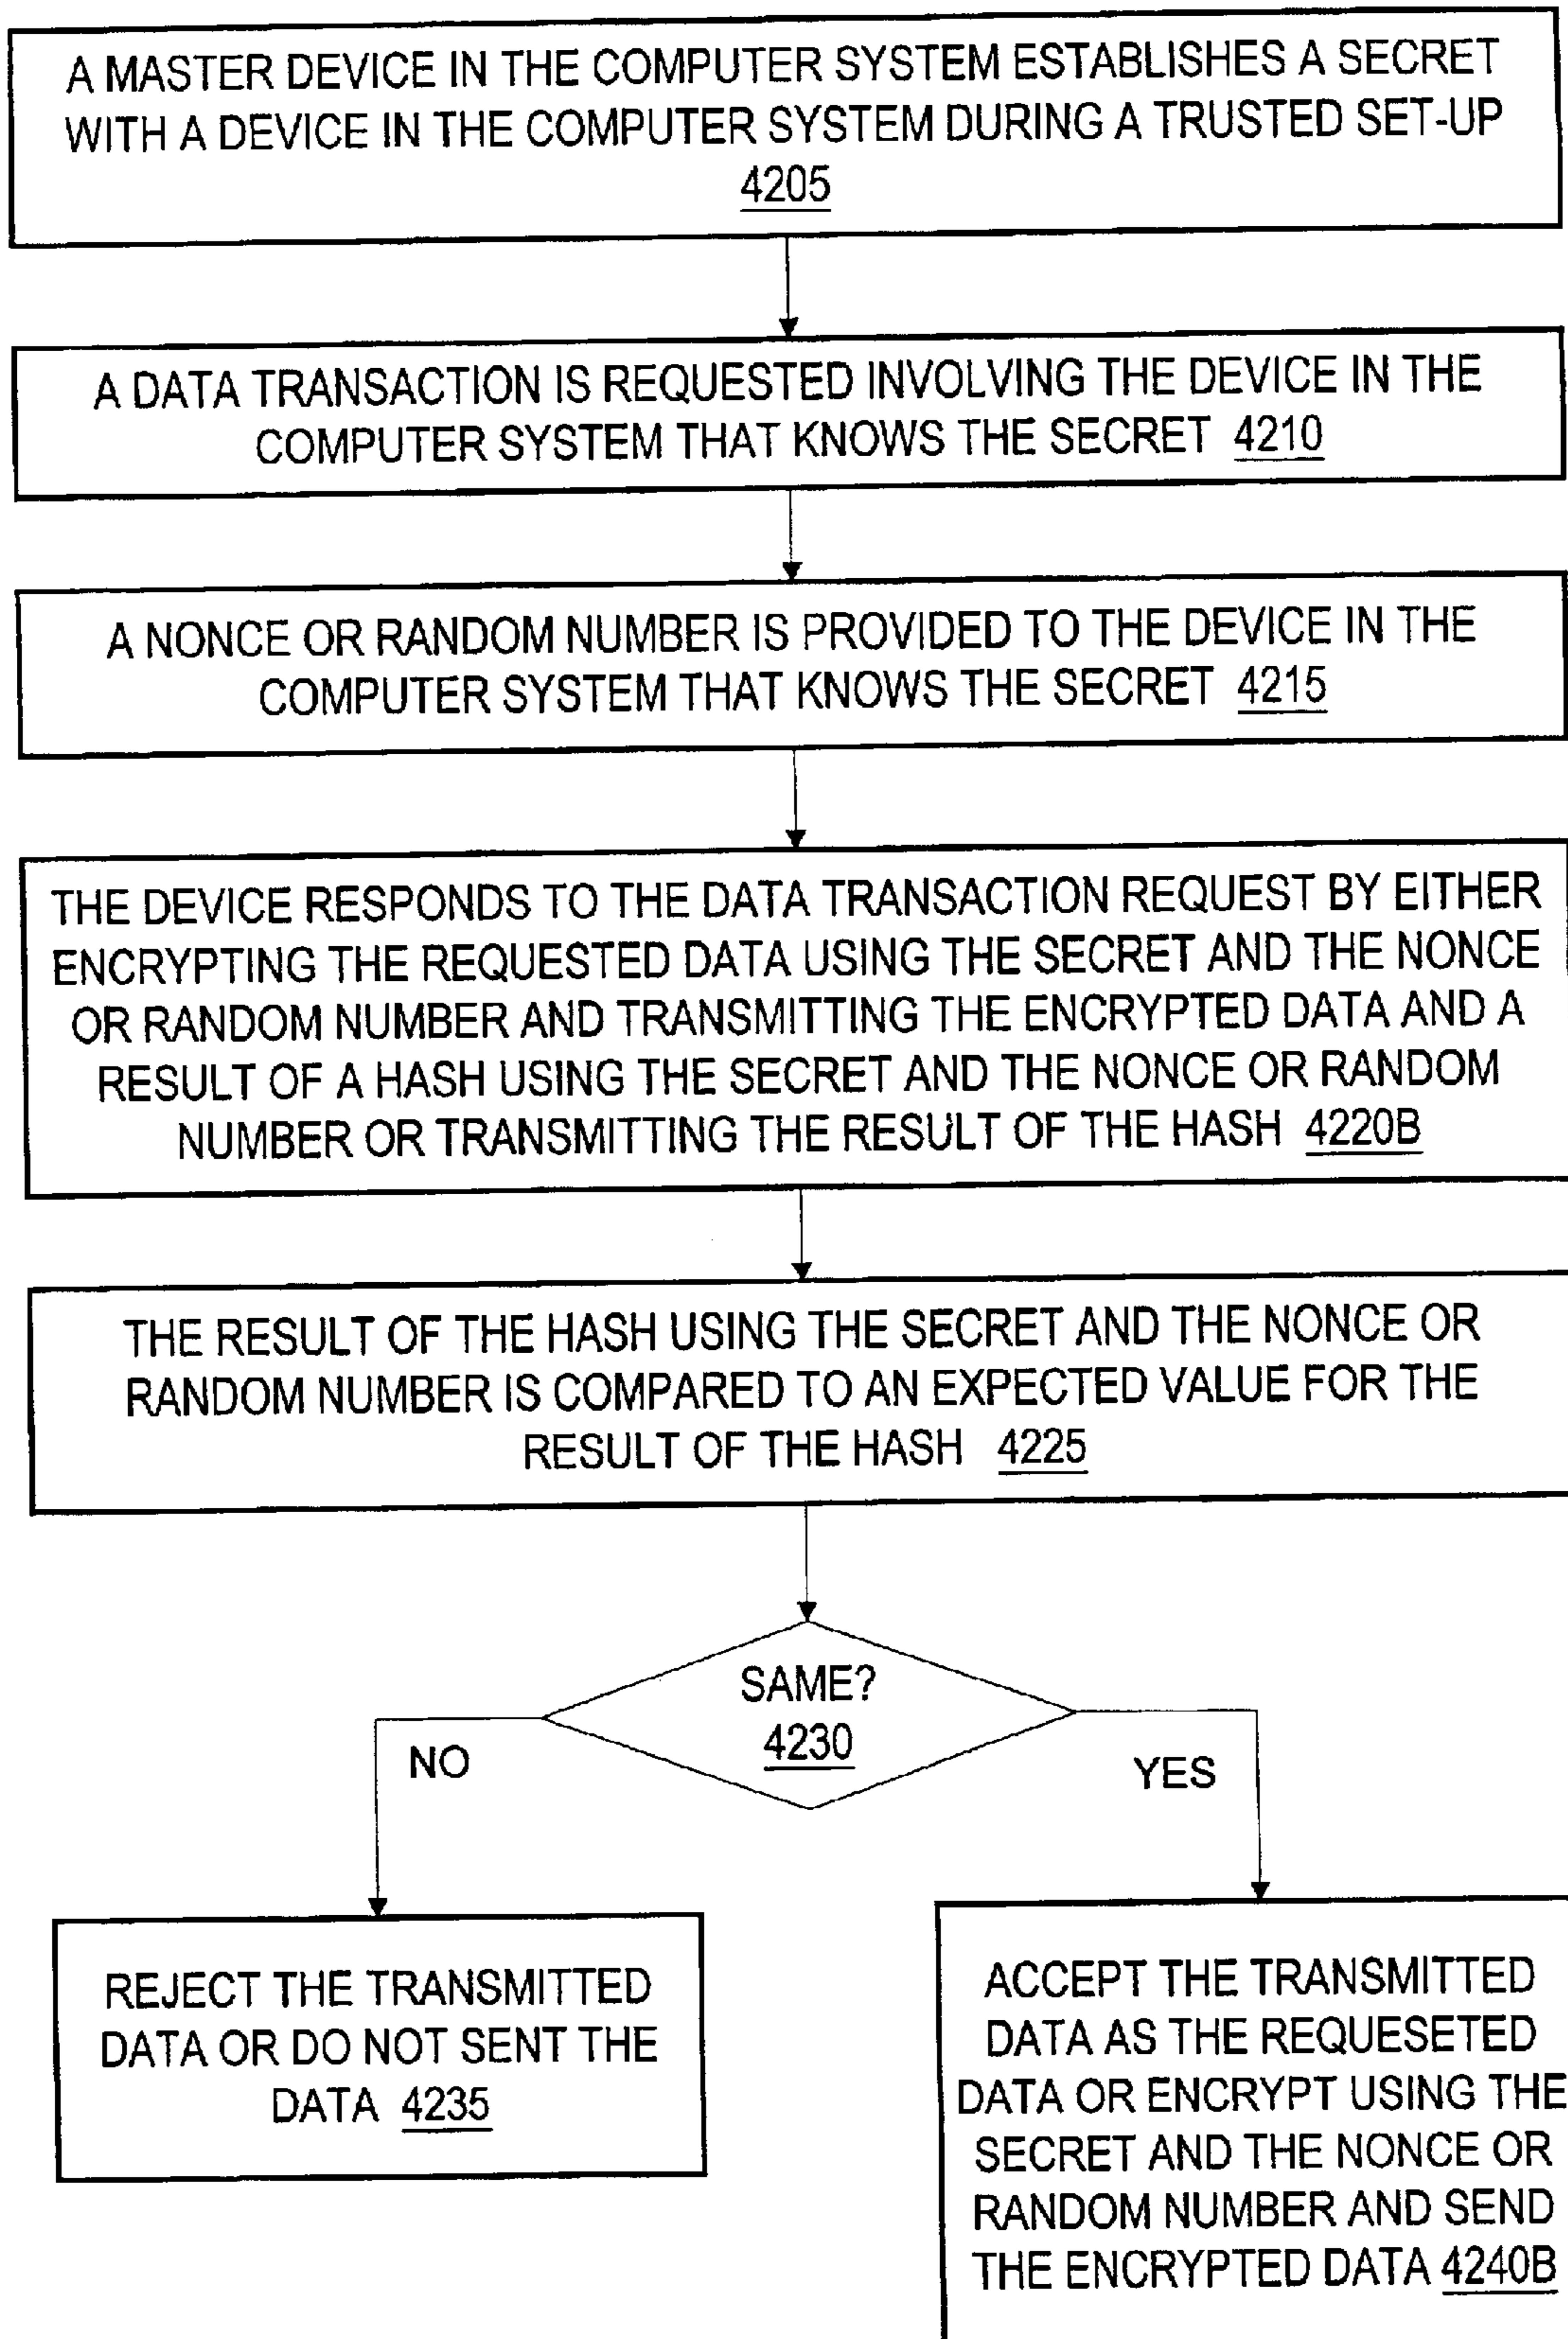 A MASTER DEVICE IN THE COMPUTER SYSTEM ESTABLISHES A SECRET
WITH A DEVICE IN THE COMPUTER SYSTEM DURING A TRUSTED SET-UP
4205
A DATA TRANSACTION IS REQUESTED INVOLVING THE DEVICE IN THE
COMPUTER SYSTEM THAT KNOWS THE SECRET 4210
A NONCE OR RANDOM NUMBER IS PROVIDED TO THE DEVICE IN THE
COMPUTER SYSTEM THAT KNOWS THE SECRET 4215
THE DEVICE RESPONDS TO THE DATA TRANSACTION REQUEST BY EITHER
ENCRYPTING THE REQUESTED DATA USING THE SECRET AND THE NONCE
OR RANDOM NUMBER AND TRANSMITTING THE ENCRYPTED DATA AND A
RESULT OF A HASH USING THE SECRET AND THE NONCE OR RANDOM
NUMBER OR TRANSMITTING THE RESULT OF THE HASH 4220B
THE RESULT OF THE HASH USING THE SECRET AND THE NONCE OR
RANDOM NUMBER IS COMPARED TO AN EXPECTED VALUE FOR THE
RESULT OF THE HASH 4225
SAME?
4230
NO
YES
REJECT THE TRANSMITTED
DATA OR DO NOT SENT THE
DATA 4235
ACCEPT THE TRANSMITTED
DATA AS THE REQUESETED
DATA OR ENCRYPT USING THE
SECRET AND THE NONCE OR
RANDOM NUMBER AND SEND
THE ENCRYPTED DATA 4240B